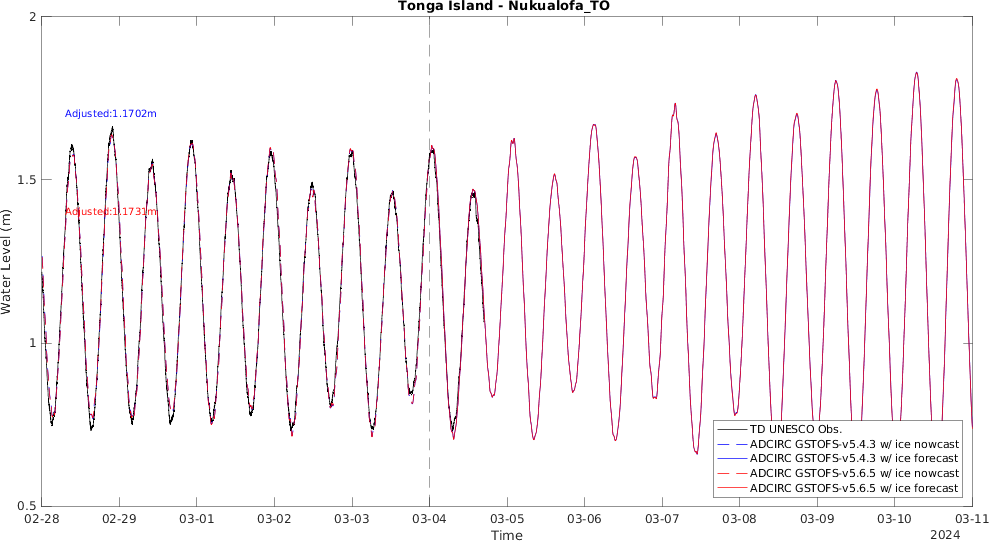 Tonga Island - Nukualofa_TO
2
Adjusted:1.1702m
1.5
Adjusted:1.1731m
Water Level (m)
1
TD UNESCO Obs.
ADCIRC GSTOFS-v5.4.3 w/ ice nowcast
ADCIRC GSTOFS-v5.4.3 w/ ice forecast
ADCIRC GSTOFS-v5.6.5 w/ ice nowcast
ADCIRC GSTOFS-v5.6.5 w/ ice forecast
0.5
02-28 02-29 03-01 03-02 03-03 03-04 03-05 03-06 03-07 03-08 03-09 03-10 03-11
Time 2024